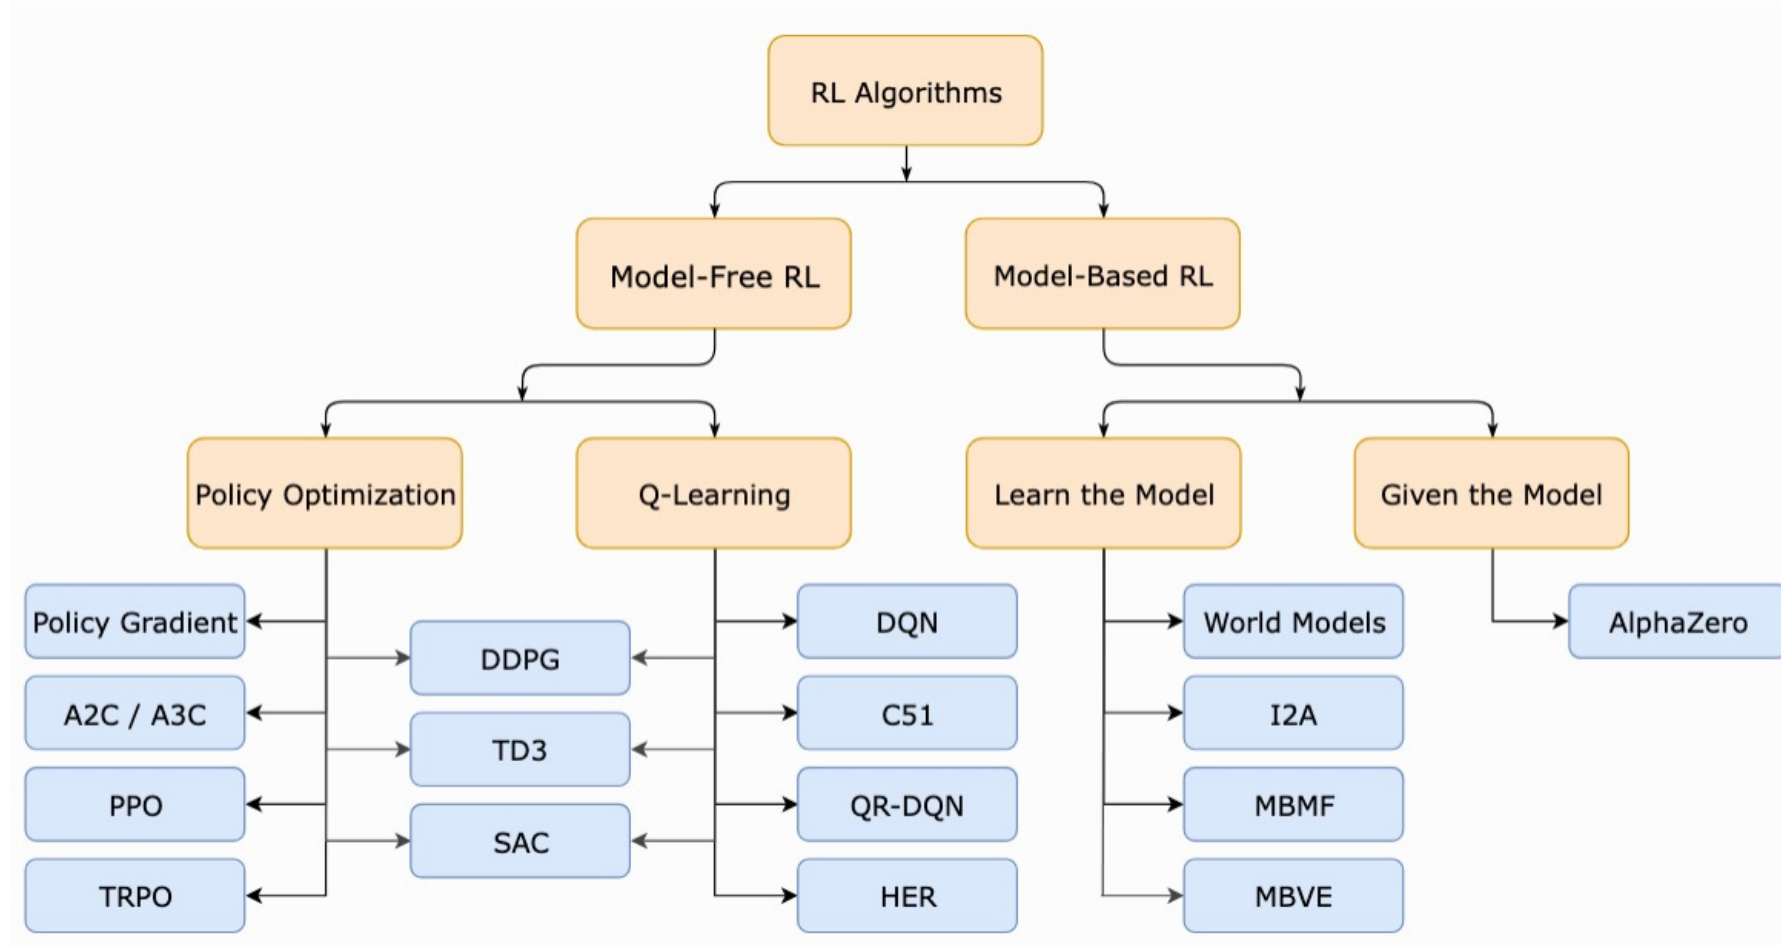 RL Algorithms
Model-Free RL
Model-Based RL
Policy Optimization
Q-Learning
Learn the Model
Given the Model
Policy Gradient
DDPG
DQN
World Models
AlphaZero
A2C / A3C
TD3
C51
I2A
PPO
SAC
QR-DQN
MBMF
TRPO
HER
MBVE